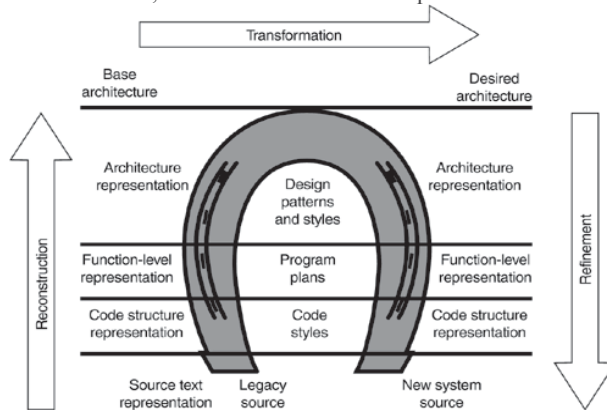 Transformation
Base
architecture
Desired
architecture
Reconstruction
Architecture
representation
Design
patterns
and styles
Architecture
representation
Refinement
Function-level
representation
Program
plans
Function-level
representation
Code structure
representation
Code
styles
Code structure
representation
Source text
representation
Legacy
source
New system
source